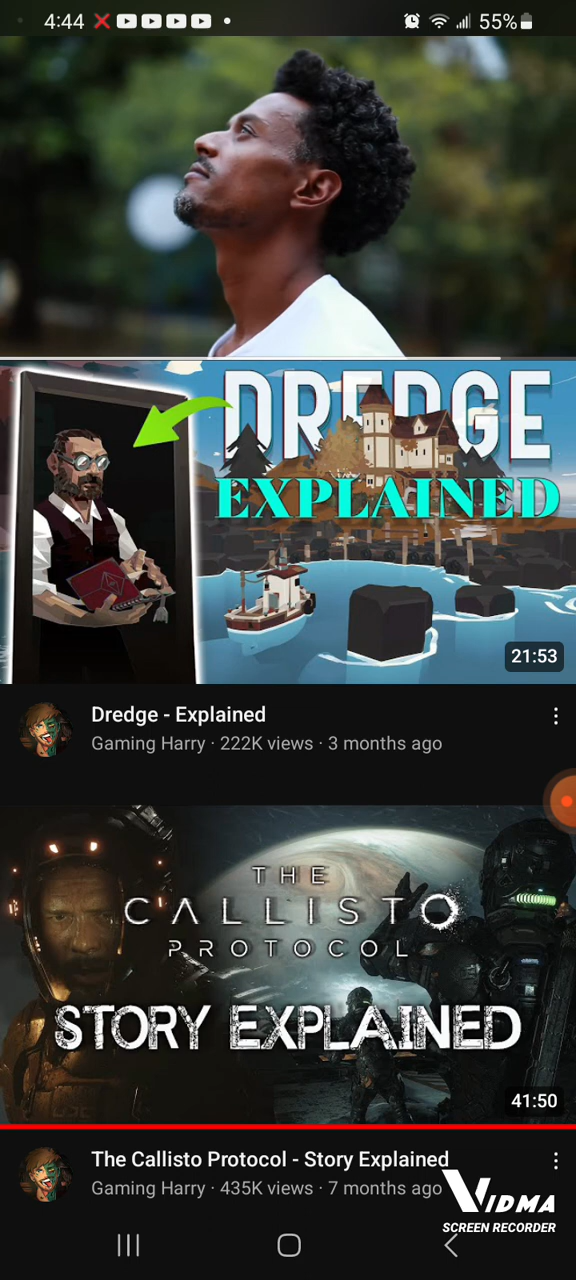 4:44
55%
DREDGE
EXPLAINED
21:53
Dredge - Explained
Gaming Harry · 222K views · 3 months ago
THE
CALLISTO
PROTOCOL
STORY EXPLAINED
41:50
The Callisto Protocol - Story Explained
Gaming Harry · 435K views · 7 months ago
VIDMA
SCREEN RECORDER